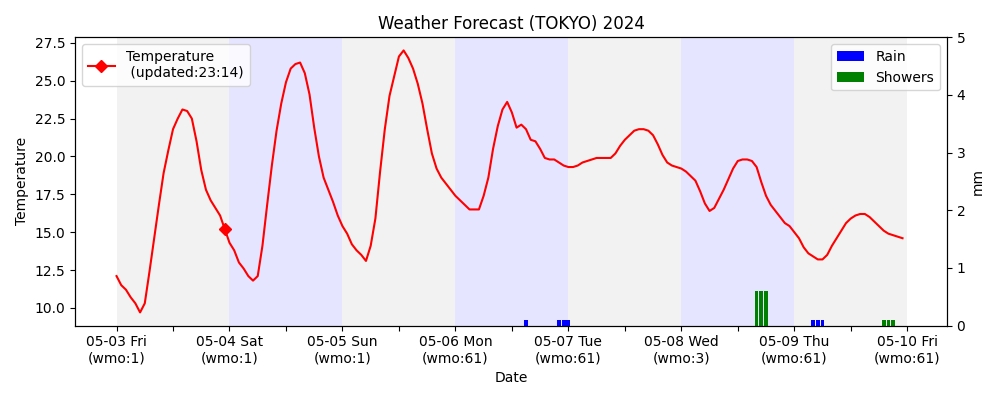 Weather Forecast (TOKYO) 2024
Temperature
(updated:23:14)
Rain
Showers
27.5
25.0
22.5
20.0
17.5
15.0
12.5
10.0
Temperature
5
4
3
2
1
0
mm
05-03 Fri
(wmo:1)
05-04 Sat
(wmo:1)
05-05 Sun
(wmo:1)
05-06 Mon
(wmo:61)
05-07 Tue
(wmo:61)
05-08 Wed
(wmo:3)
05-09 Thu
(wmo:61)
05-10 Fri
(wmo:61)
Date